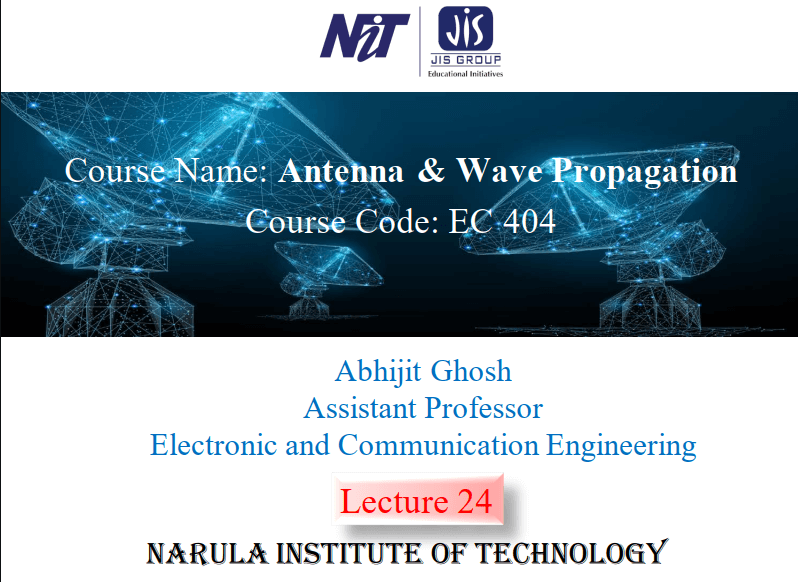 NiT
JiS
JIS GROUP
Educational Initiatives
Course Name: Antenna & Wave Propagation
Course Code: EC 404
Abhijit Ghosh
Assistant Professor
Electronic and Communication Engineering
Lecture 24
NARULA INSTITUTE OF TECHNOLOGY